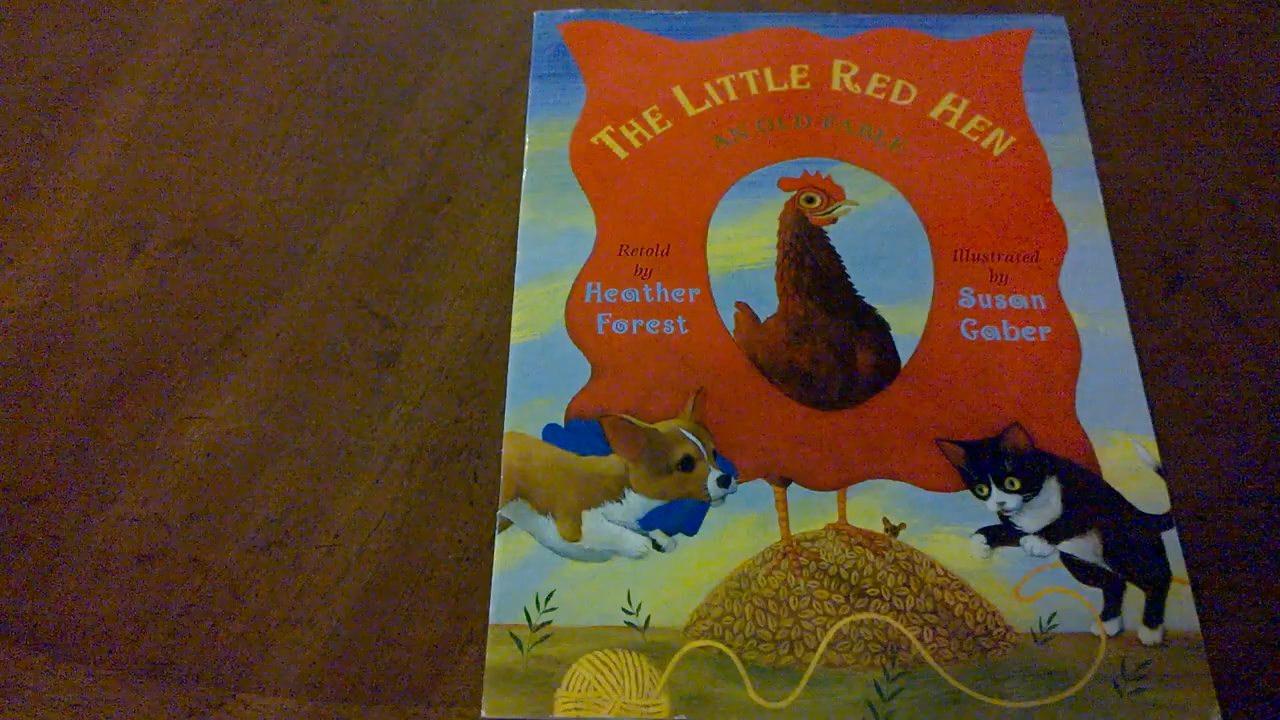 THE LITTLE RED HEN
AN OLD FABLE
Retold
by
Heather
Forest
Illustrated
by
Susan
Gaber